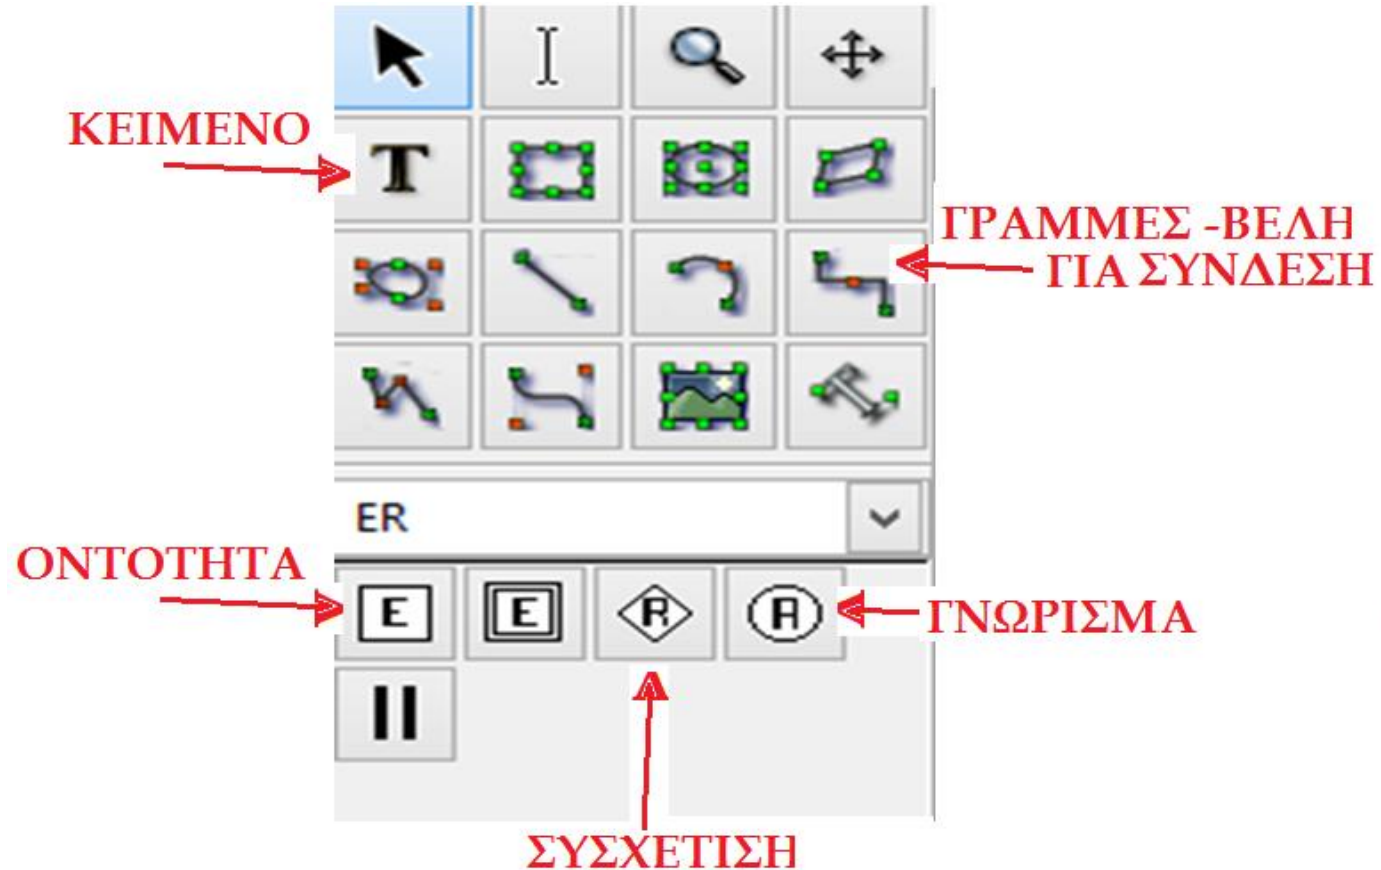 ΚΕΙΜΕΝΟ
T
ΓΡΑΜΜΕΣ -ΒΕΛΗ
ΓΙΑ ΣΥΝΔΕΣΗ
ER
ΟΝΤΟΤΗΤΑ
E E R A
ΓΝΩΡΙΣΜΑ
ΣΥΣΧΕΤΙΣΗ